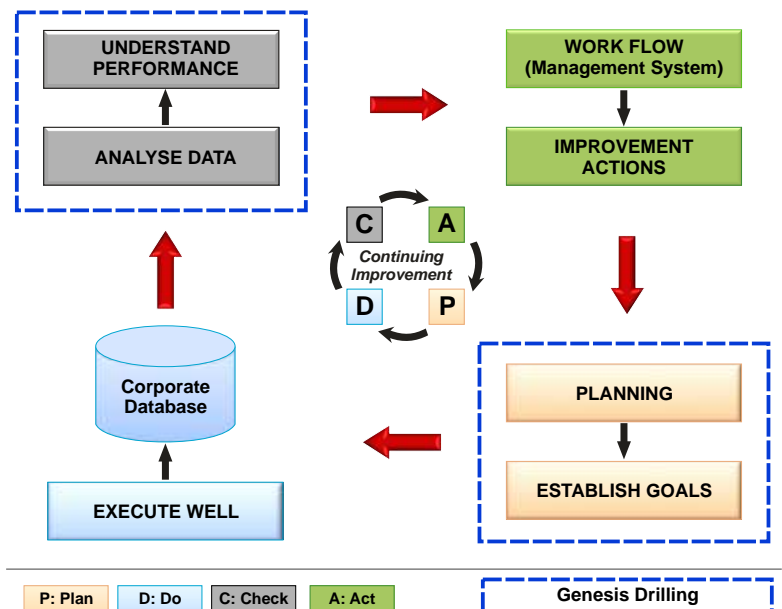 UNDERSTAND
PERFORMANCE
ANALYSE DATA
WORK FLOW
(Management System)
IMPROVEMENT
ACTIONS
C
A
Continuing
Improvement
D
P
Corporate
Database
EXECUTE WELL
PLANNING
ESTABLISH GOALS
P: Plan
D: Do
C: Check
A: Act
Genesis Drilling